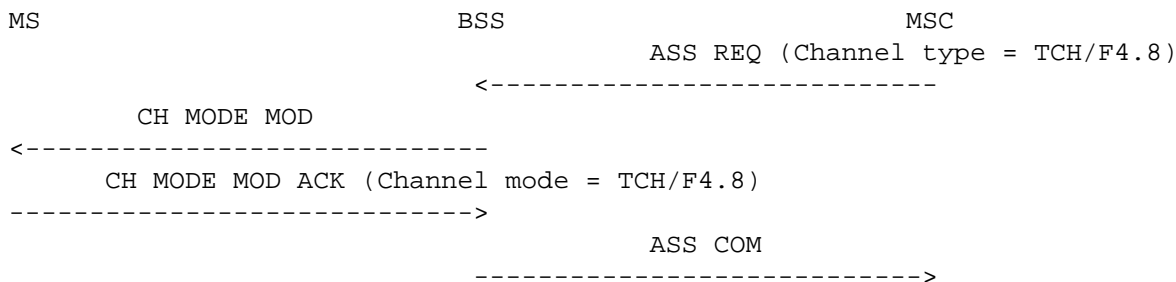 MS BSS MSC
ASS REQ (Channel type = TCH/F4.8)
<----------------------------
CH MODE MOD
<-----------------------------
CH MODE MOD ACK (Channel mode = TCH/F4.8)
----------------------------->
ASS COM
---------------------------->